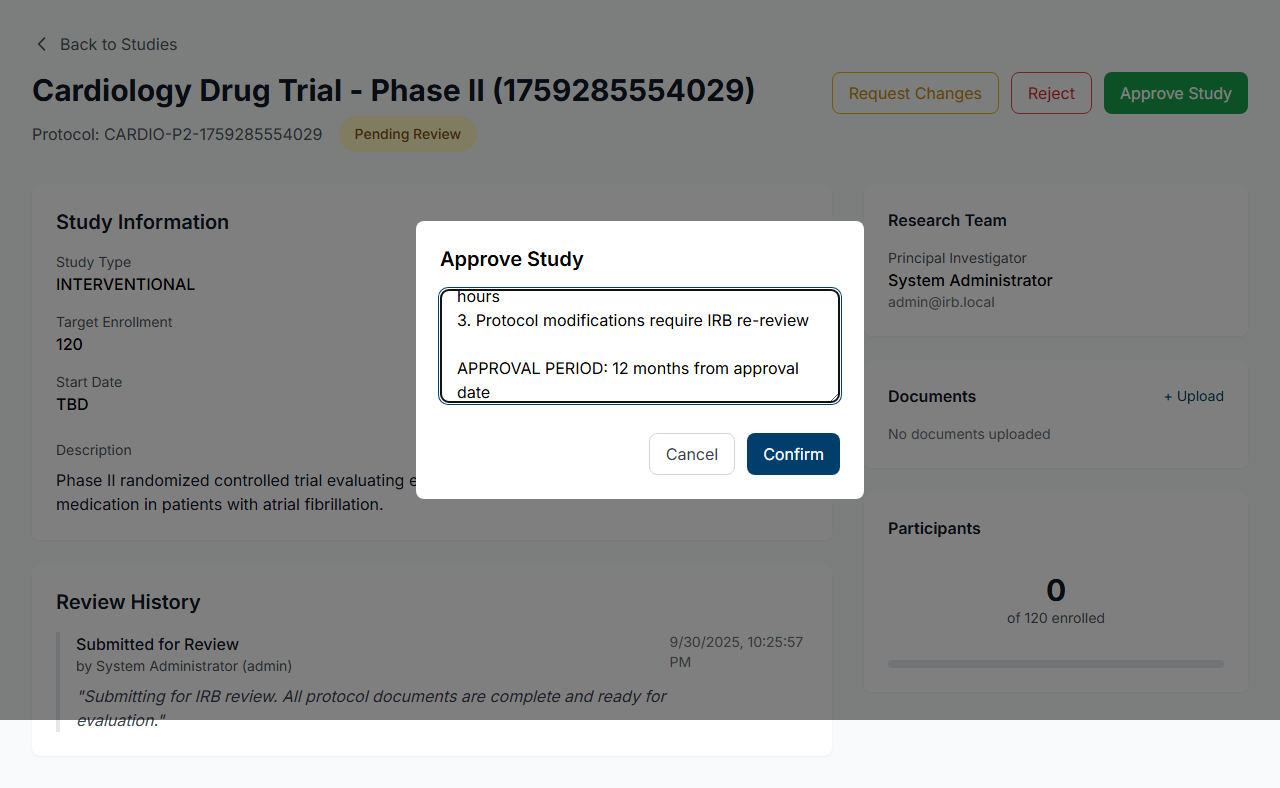 Back to Studies
Cardiology Drug Trial - Phase II (1759285554029)
Request Changes
Reject
Approve Study
Protocol: CARDIO-P2-1759285554029
Pending Review
Study Information
Study Type
INTERVENTIONAL
Target Enrollment
120
Start Date
TBD
Description
Phase II randomized controlled trial evaluating
medication in patients with atrial fibrillation.
Approve Study
hours
3. Protocol modifications require IRB re-review
APPROVAL PERIOD: 12 months from approval
date
Cancel
Confirm
Research Team
Principal Investigator
System Administrator
admin@irb.local
Documents
+ Upload
No documents uploaded
Participants
0
of 120 enrolled
Review History
Submitted for Review
by System Administrator (admin)
9/30/2025, 10:25:57
PM
"Submitting for IRB review. All protocol documents are complete and ready for
evaluation."